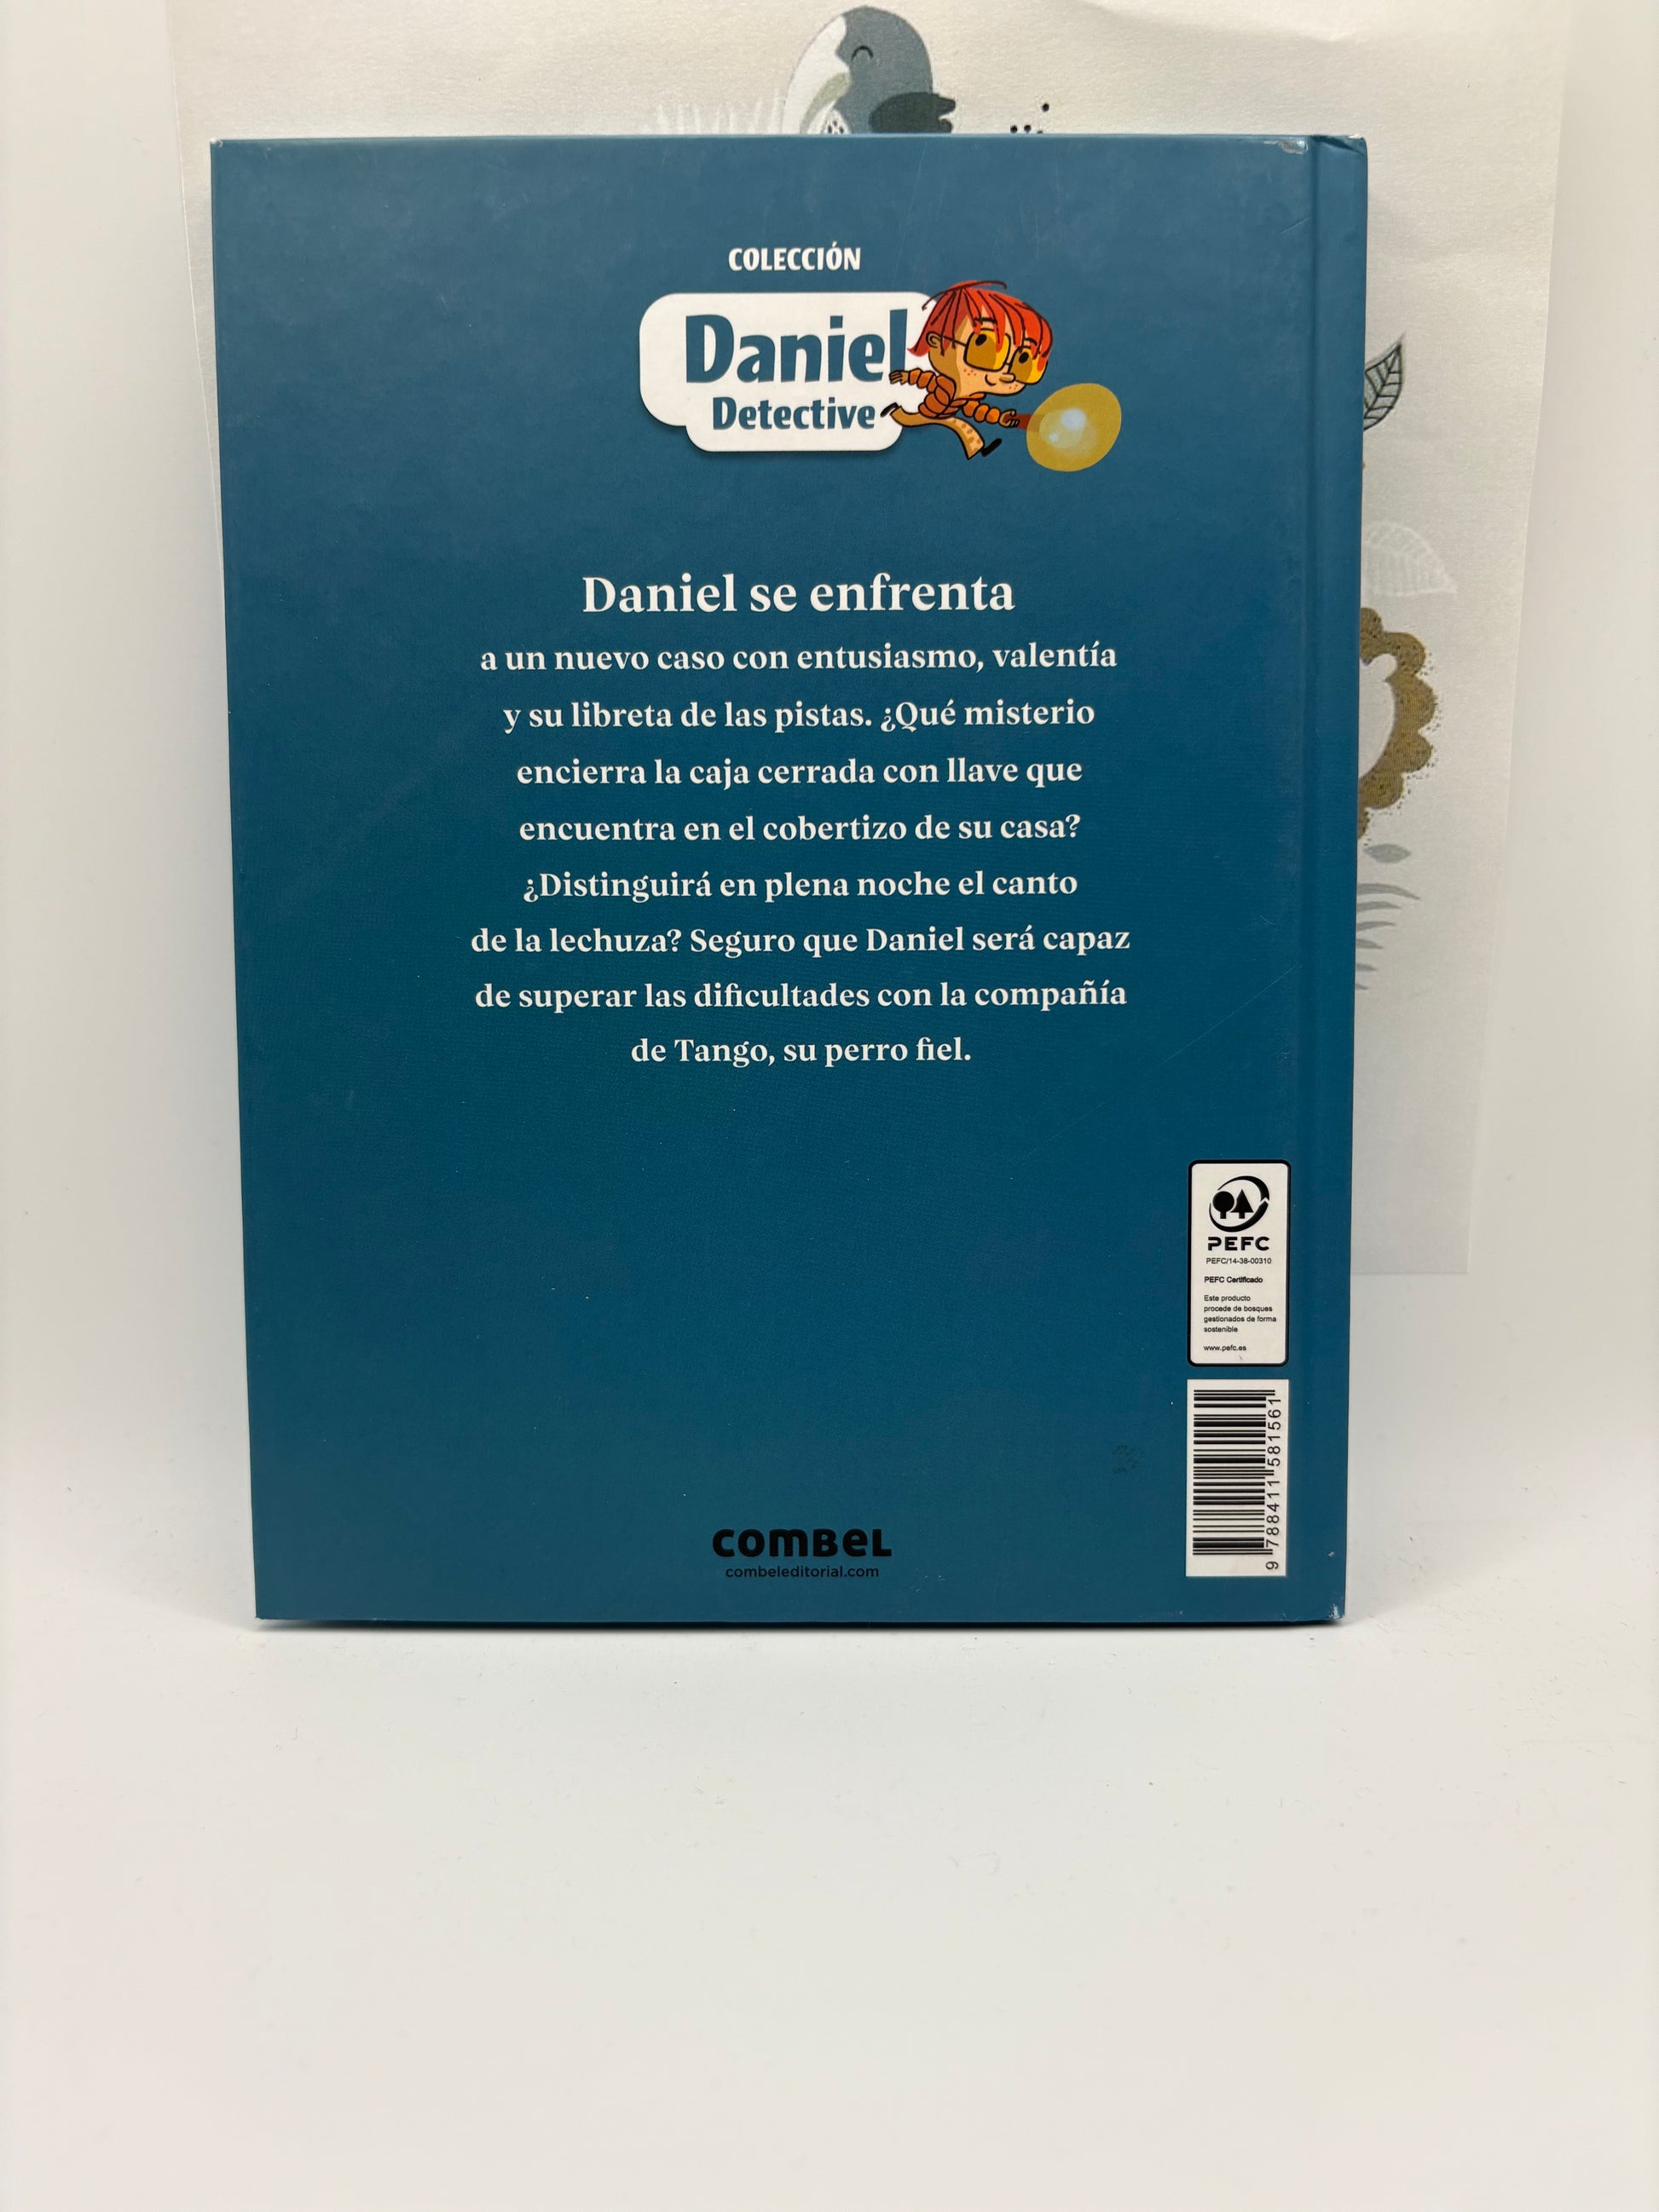 COLECCIÓN
Daniel
Detective
Daniel se enfrenta
a un nuevo caso con entusiasmo, valentía
y su libreta de las pistas. ¿Qué misterio
encierra la caja cerrada con llave que
encuentra en el cobertizo de su casa?
¿Distinguirá en plena noche el canto
de la lechuza? Seguro que Daniel será capaz
de superar las dificultades con la compañía
de Tango, su perro fiel.
PEFC
PEFC/14-38-00310
PEFC Certificado
Este producto
procede de bosques
gestionados de forma
sostenible
www.pefc.es
9 788411 581561
COMBEL
combeleditorial.com